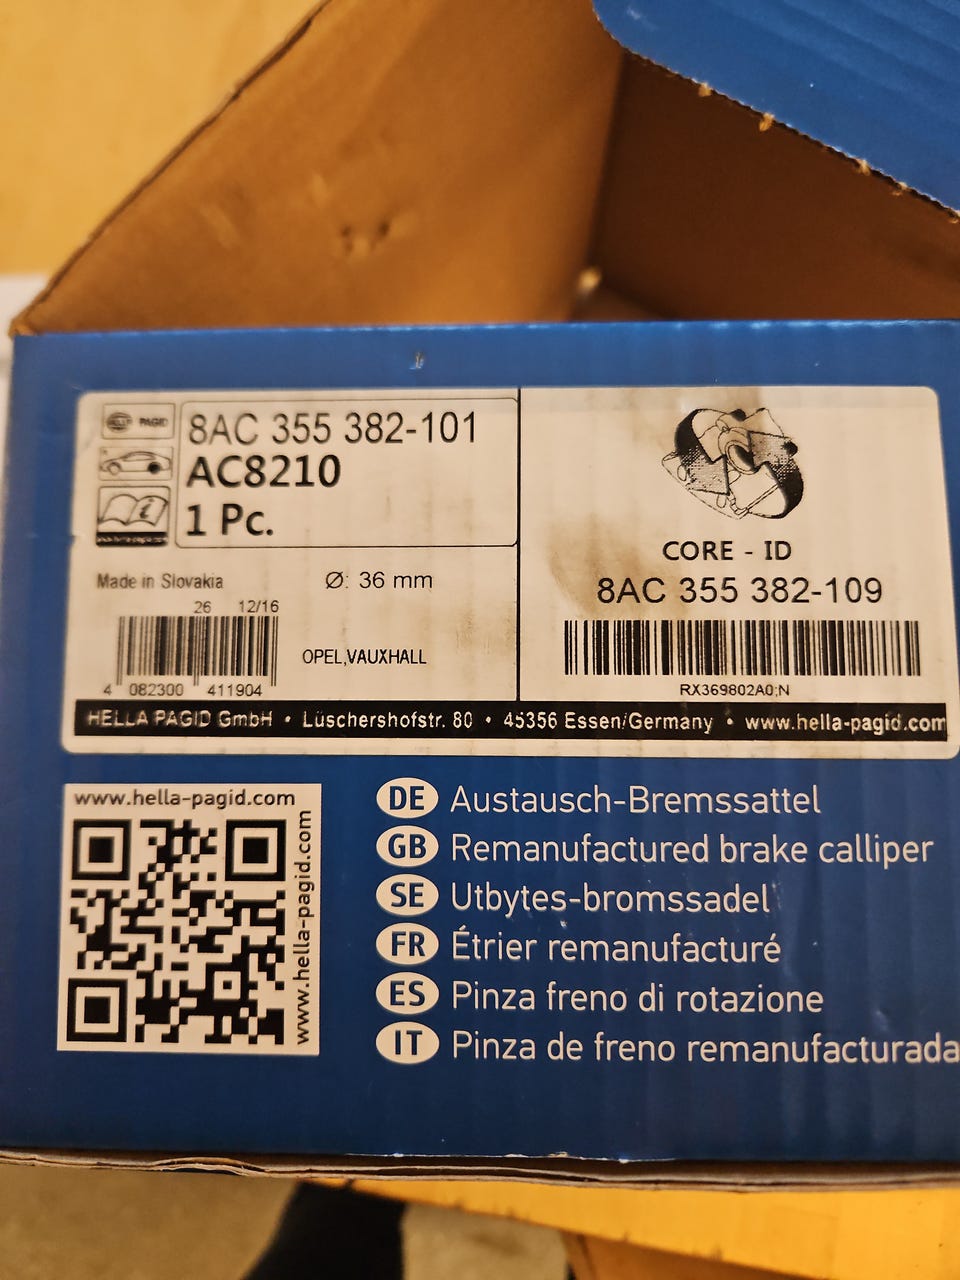 HELLA PAGID
8AC 355 382-101
AC8210
1 Pc.
Made in Slovakia
Ø: 36 mm
26 12/16
OPEL,VAUXHALL
4 082300 411904
CORE - ID
8AC 355 382-109
RX369802A0;N
HELLA PAGID GmbH • Lüschershofstr. 80 • 45356 Essen/Germany • www.hella-pagid.com
www.hella-pagid.com
www.hella-pagid.com
DE Austausch-Bremssattel
GB Remanufactured brake calliper
SE Utbytes-bromssadel
FR Étrier remanufacturé
ES Pinza freno di rotazione
IT Pinza de freno remanufacturada